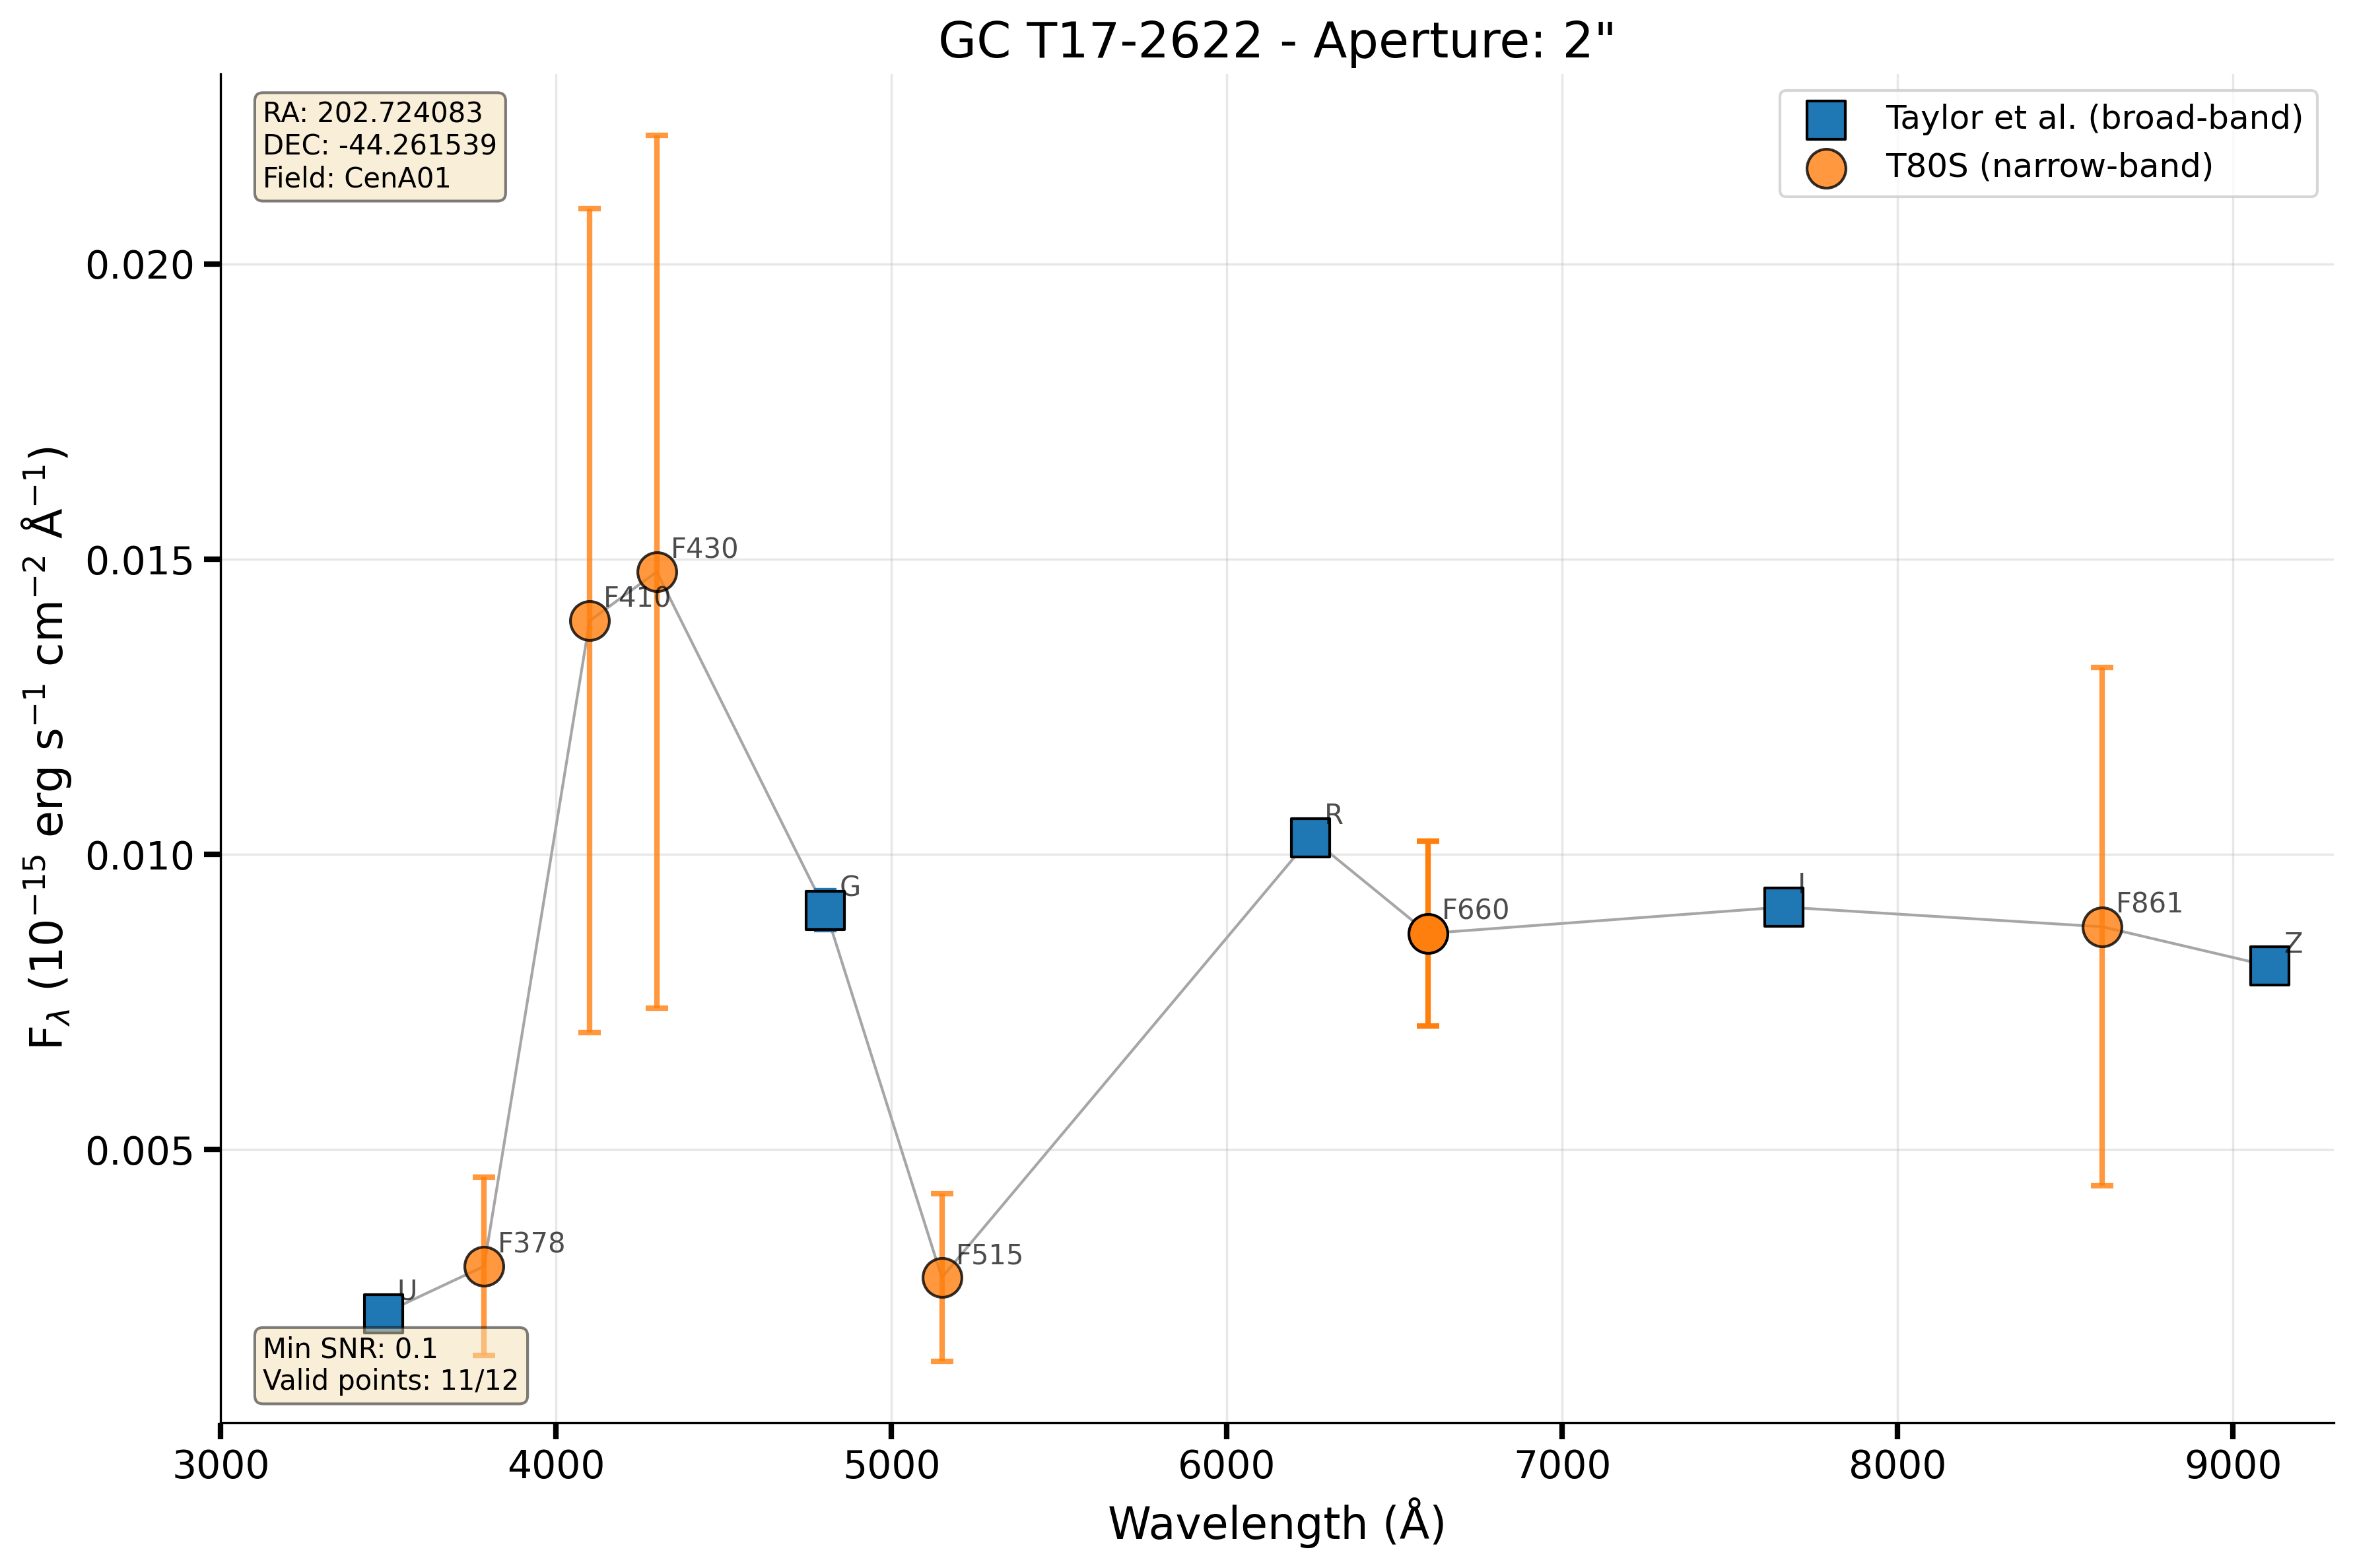 GC T17-2622 - Aperture: 2"
RA: 202.724083
DEC: -44.261539
Field: CenA01
Taylor et al. (broad-band)
T80S (narrow-band)
0.020
0.015
0.010
0.005
F430
F410
R
G
I
F660
F861
Z
F378
F515
U
Min SNR: 0.1
Valid points: 11/12
3000
4000
5000
6000
7000
8000
9000
Wavelength (Å)
Fλ (10⁻¹⁵ erg s⁻¹ cm⁻² Å⁻¹)